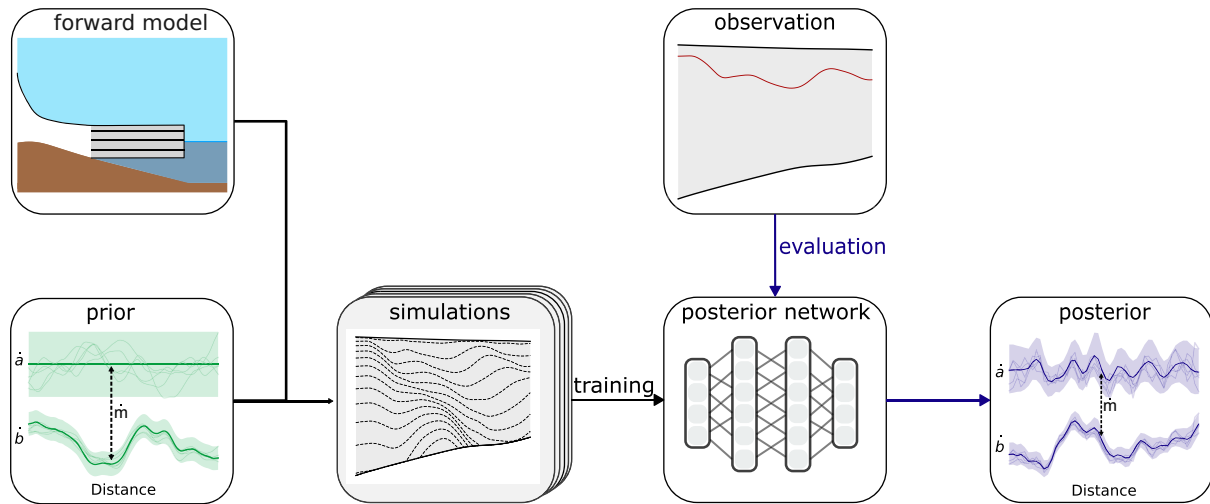 forward model
observation
evaluation
prior
ȧ
ṁ
ḃ
Distance
simulations
training
posterior network
posterior
ȧ
ṁ
ḃ
Distance